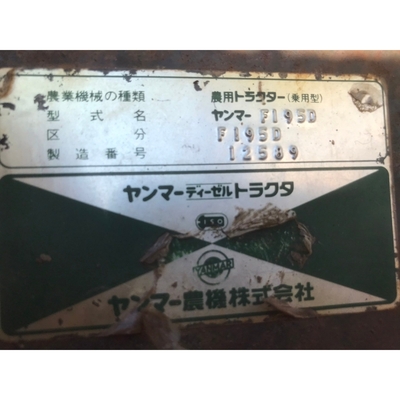 農業機械の種類 農用トラクター(乗用型)
型式名 ヤンマー F195D
区分 F195D
製造番号 12589
ヤンマーディーゼルトラクタ
YANMAR
ヤンマー農機株式会社